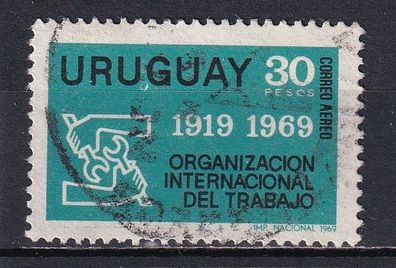 URUGUAY 30
PESOS
CORREO AEREO
1919 1969
ORGANIZACION
INTERNACIONAL
DEL TRABAJO
IMP. NACIONAL 1969